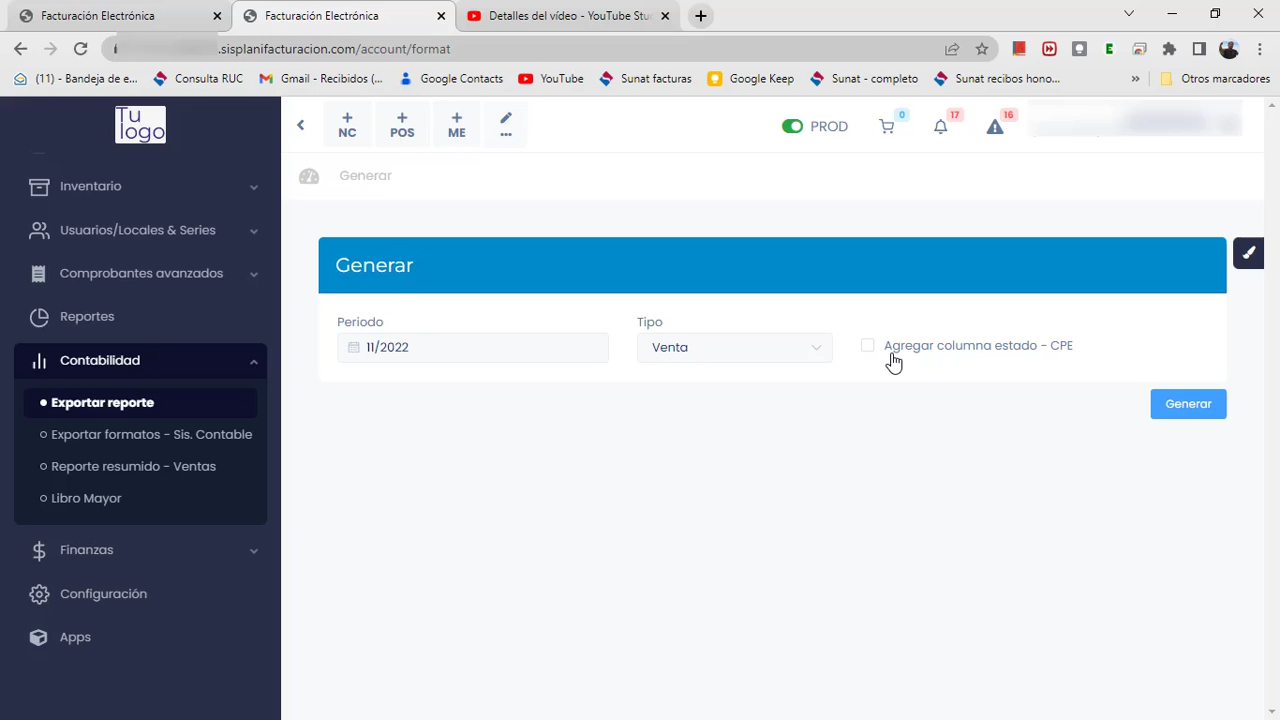 Facturación Electrónica
Facturación Electrónica
Detalles del vídeo - YouTube Stu
.sisplanifacturacion.com/account/format
(11) - Bandeja de e...
Consulta RUC
Gmail - Recibidos (...
Google Contacts
YouTube
Sunat facturas
Google Keep
Sunat - completo
Sunat recibos hono...
»
Otros marcadores
Tu
logo
+
NC
+
POS
+
ME
...
PROD
0
17
16
Inventario
Usuarios/Locales & Series
Comprobantes avanzados
Reportes
Contabilidad
Exportar reporte
Exportar formatos - Sis. Contable
Reporte resumido - Ventas
Libro Mayor
Finanzas
Configuración
Apps
Generar
Generar
Periodo
11/2022
Tipo
Venta
Agregar columna estado - CPE
Generar